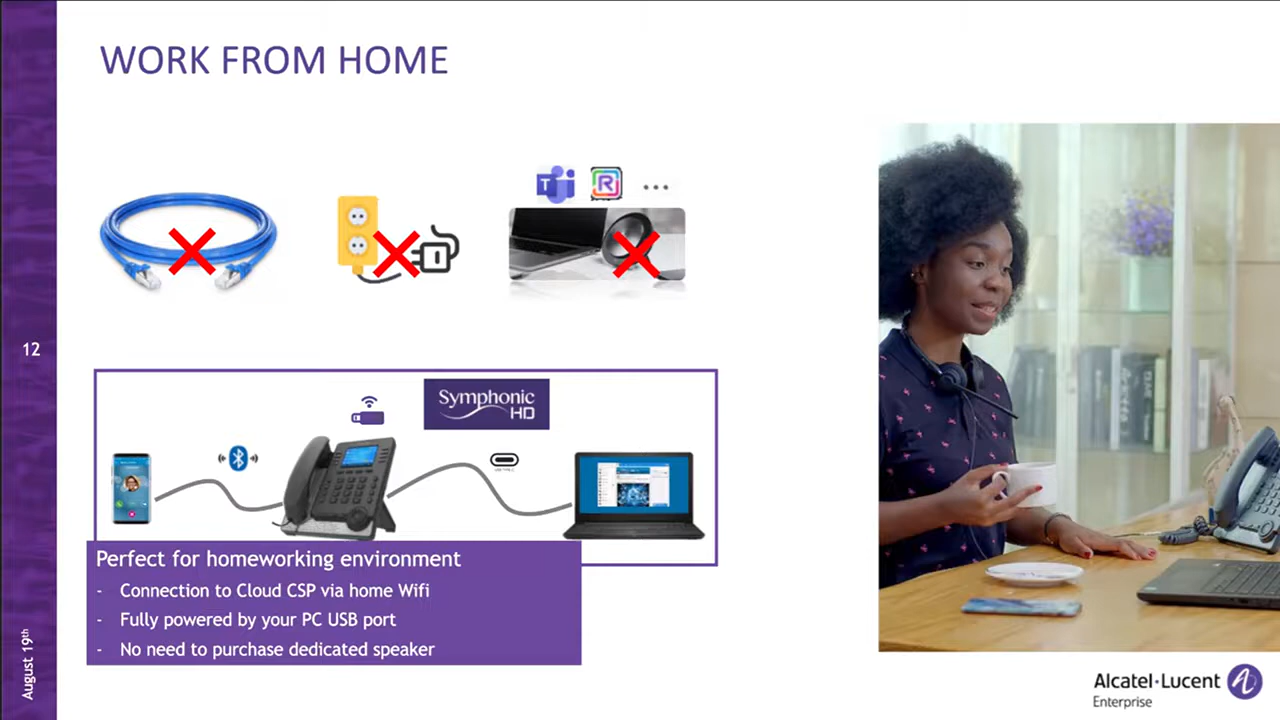 WORK FROM HOME
T
R
...
12
Symphonic
HD
Perfect for homeworking environment
- Connection to Cloud CSP via home Wifi
- Fully powered by your PC USB port
- No need to purchase dedicated speaker
August 19th
Alcatel·Lucent
Enterprise